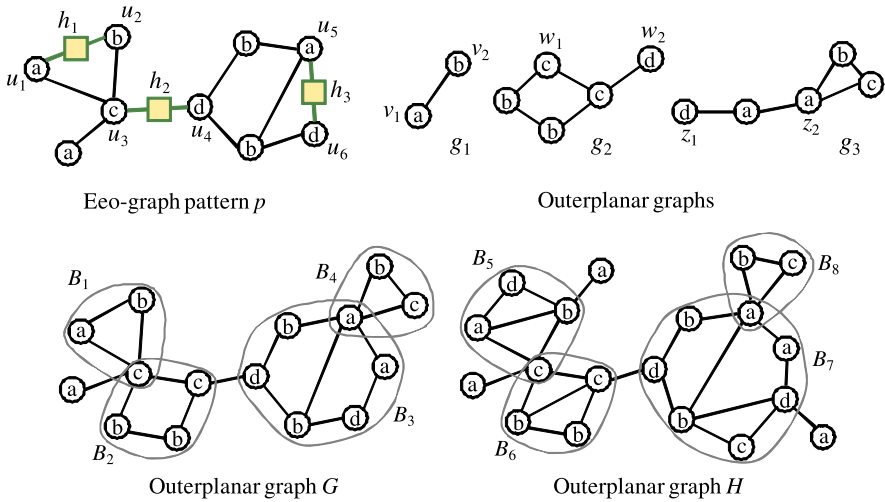 h1 u2 b u1 a h2 c u3 a
b u5 a h3 d u4 b d u6
v2 b v1 a g1
w1 c w2 d b c b g2
b c d a a z1 z2 g3
Eeo-graph pattern p
Outerplanar graphs
B1 b a c a c b b B2
B4 b c a b d a b d B3
B5 d a b a c a c b b B6
b c B8 a b a d B7 d b c a
Outerplanar graph G
Outerplanar graph H